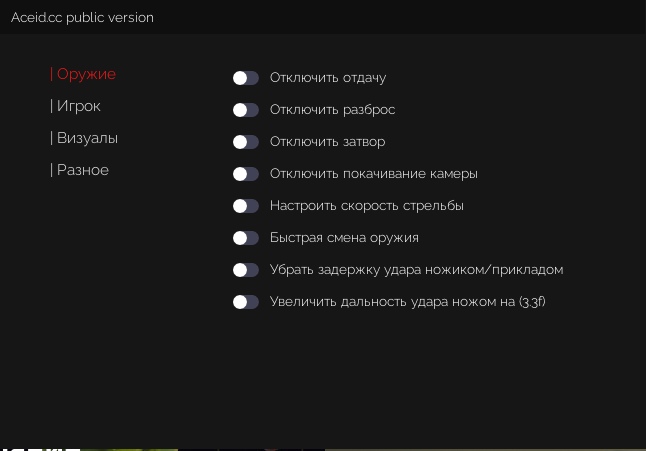 Aceid.cc public version
| Оружие
| Игрок
| Визуалы
| Разное
Отключить отдачу
Отключить разброс
Отключить затвор
Отключить покачивание камеры
Настроить скорость стрельбы
Быстрая смена оружия
Убрать задержку удара ножиком/прикладом
Увеличить дальность удара ножом на (3.3f)